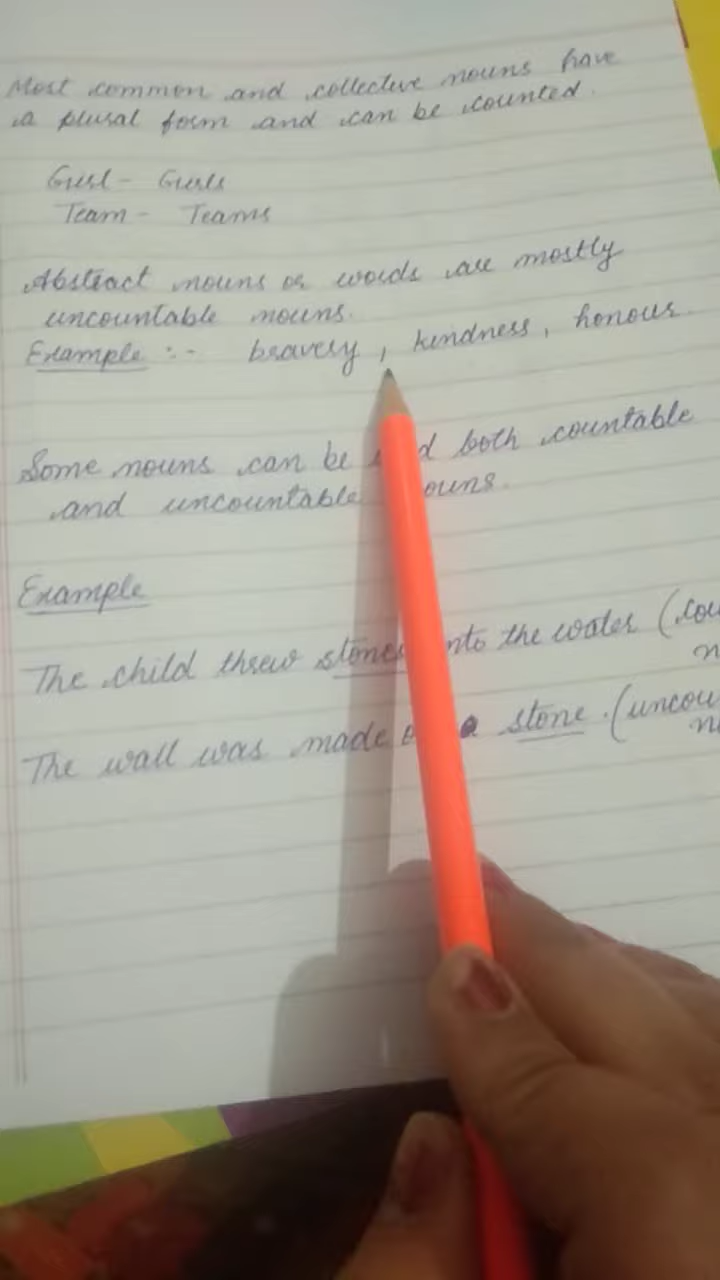 Most common and collective nouns have
a plural form and can be counted.
Girl - Girls
Team - Teams
Abstract nouns or words are mostly
uncountable nouns.
Example :- bravery, kindness, honour
Some nouns can be both countable
and uncountable
Example
The child threw stones into the water
The wall was made stone.